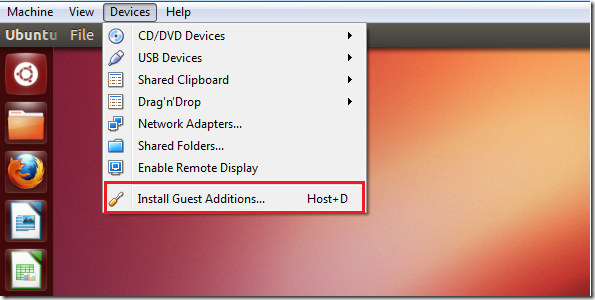 Machine View Devices Help
Ubuntu File
CD/DVD Devices
USB Devices
Shared Clipboard
Drag'n'Drop
Network Adapters...
Shared Folders...
Enable Remote Display
Install Guest Additions... Host+D